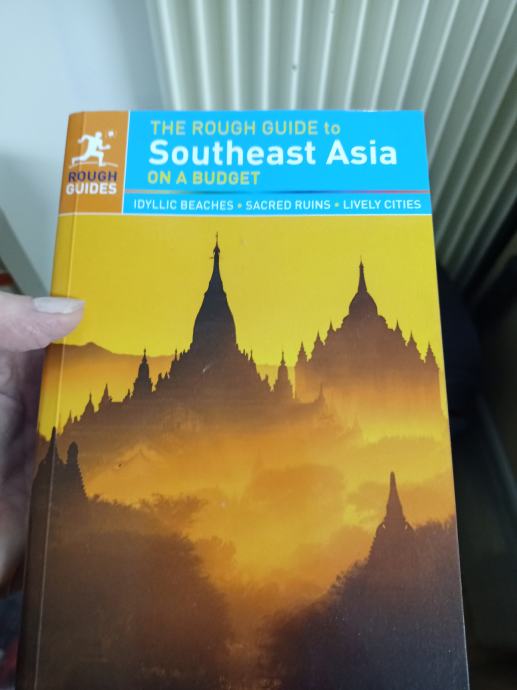 THE ROUGH GUIDE to
Southeast Asia
ON A BUDGET
ROUGH
GUIDES
IDYLLIC BEACHES • SACRED RUINS • LIVELY CITIES